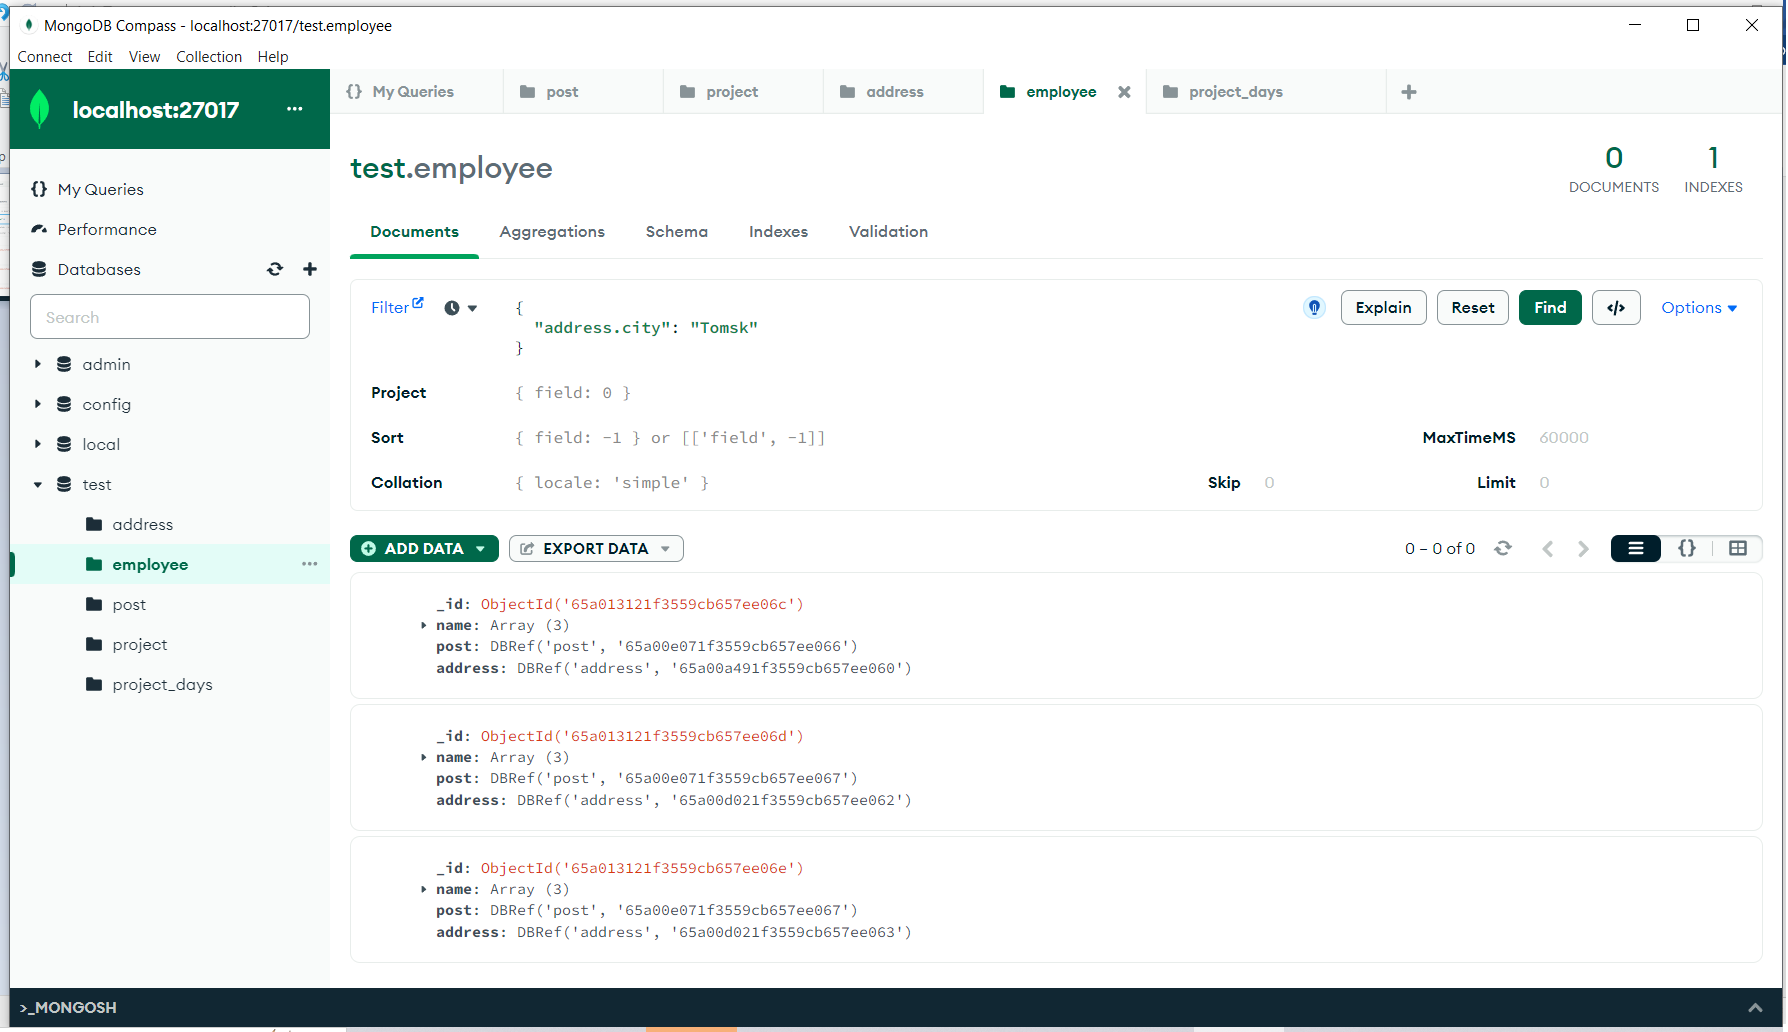 MongoDB Compass - localhost:27017/test.employee
Connect Edit View Collection Help
localhost:27017 ...
{} My Queries
Performance
Databases
Search
admin
config
local
test
address
employee
post
project
project_days
{} My Queries post project address employee project_days
test.employee
0 DOCUMENTS
1 INDEXES
Documents Aggregations Schema Indexes Validation
Filter
{
"address.city": "Tomsk"
}
Explain Reset Find </> Options
Project { field: 0 }
Sort { field: -1 } or [['field', -1]]
MaxTimeMS 60000
Collation { locale: 'simple' }
Skip 0
Limit 0
ADD DATA EXPORT DATA
0 – 0 of 0
{}
_id: ObjectId('65a013121f3559cb657ee06c')
name: Array (3)
post: DBRef('post', '65a00e071f3559cb657ee066')
address: DBRef('address', '65a00a491f3559cb657ee060')
_id: ObjectId('65a013121f3559cb657ee06d')
name: Array (3)
post: DBRef('post', '65a00e071f3559cb657ee067')
address: DBRef('address', '65a00d021f3559cb657ee062')
_id: ObjectId('65a013121f3559cb657ee06e')
name: Array (3)
post: DBRef('post', '65a00e071f3559cb657ee067')
address: DBRef('address', '65a00d021f3559cb657ee063')
>_MONGOSH